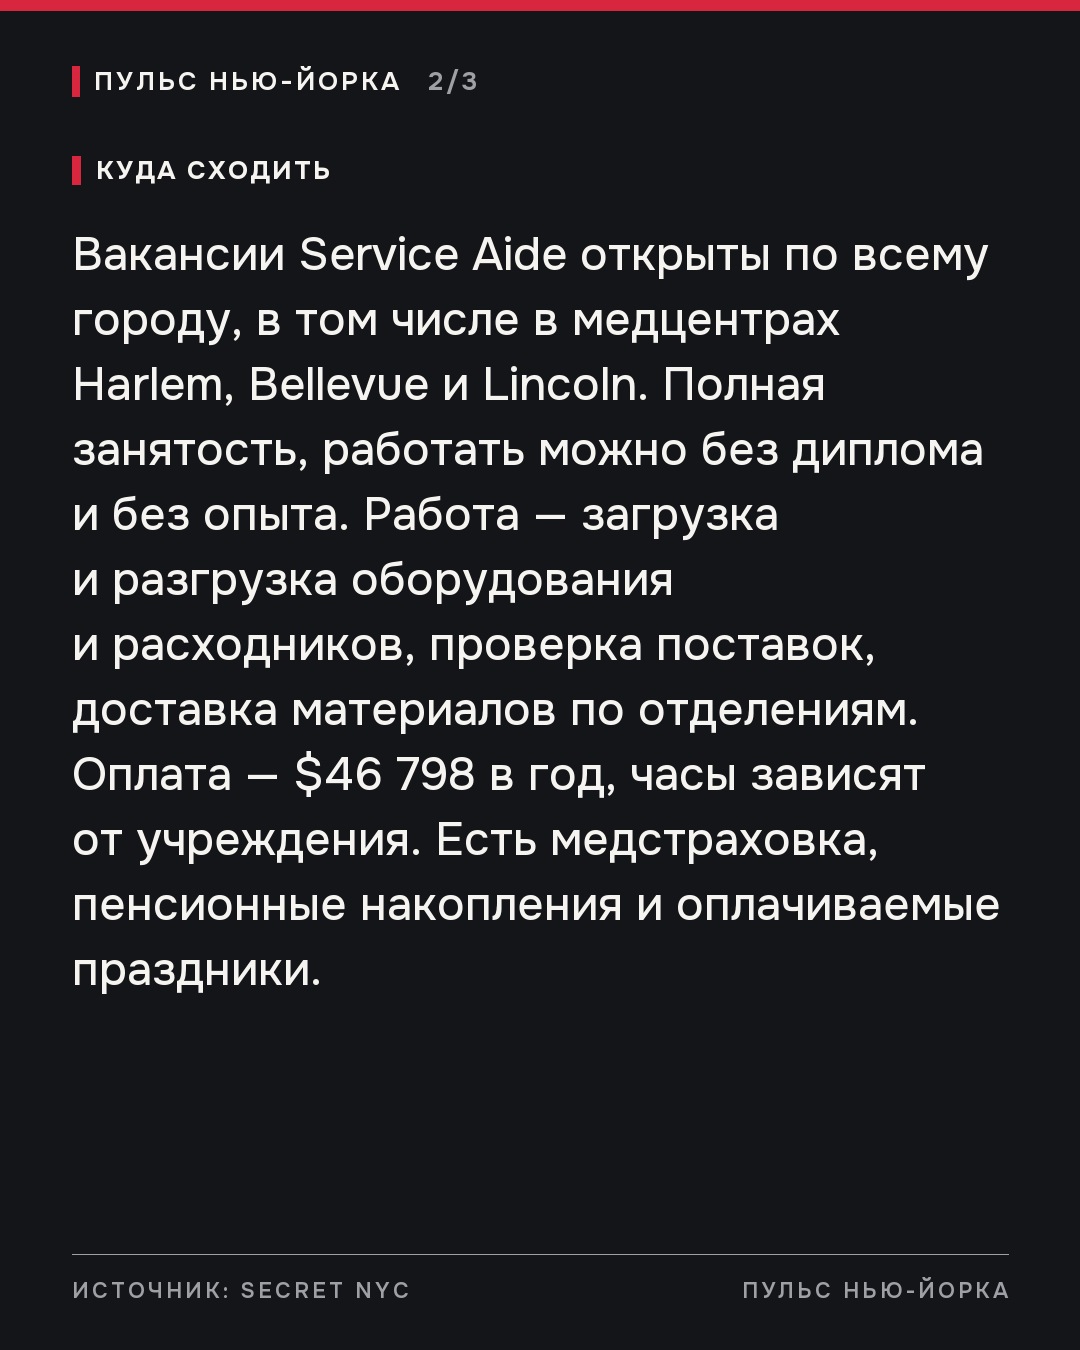 ПУЛЬС НЬЮ-ЙОРКА 2/3
КУДА СХОДИТЬ
Вакансии Service Aide открыты по всему
городу, в том числе в медцентрах
Harlem, Bellevue и Lincoln. Полная
занятость, работать можно без диплома
и без опыта. Работа — загрузка
и разгрузка оборудования
и расходников, проверка поставок,
доставка материалов по отделениям.
Оплата — $46 798 в год, часы зависят
от учреждения. Есть медстраховка,
пенсионные накопления и оплачиваемые
праздники.
ИСТОЧНИК: SECRET NYC
ПУЛЬС НЬЮ-ЙОРКА